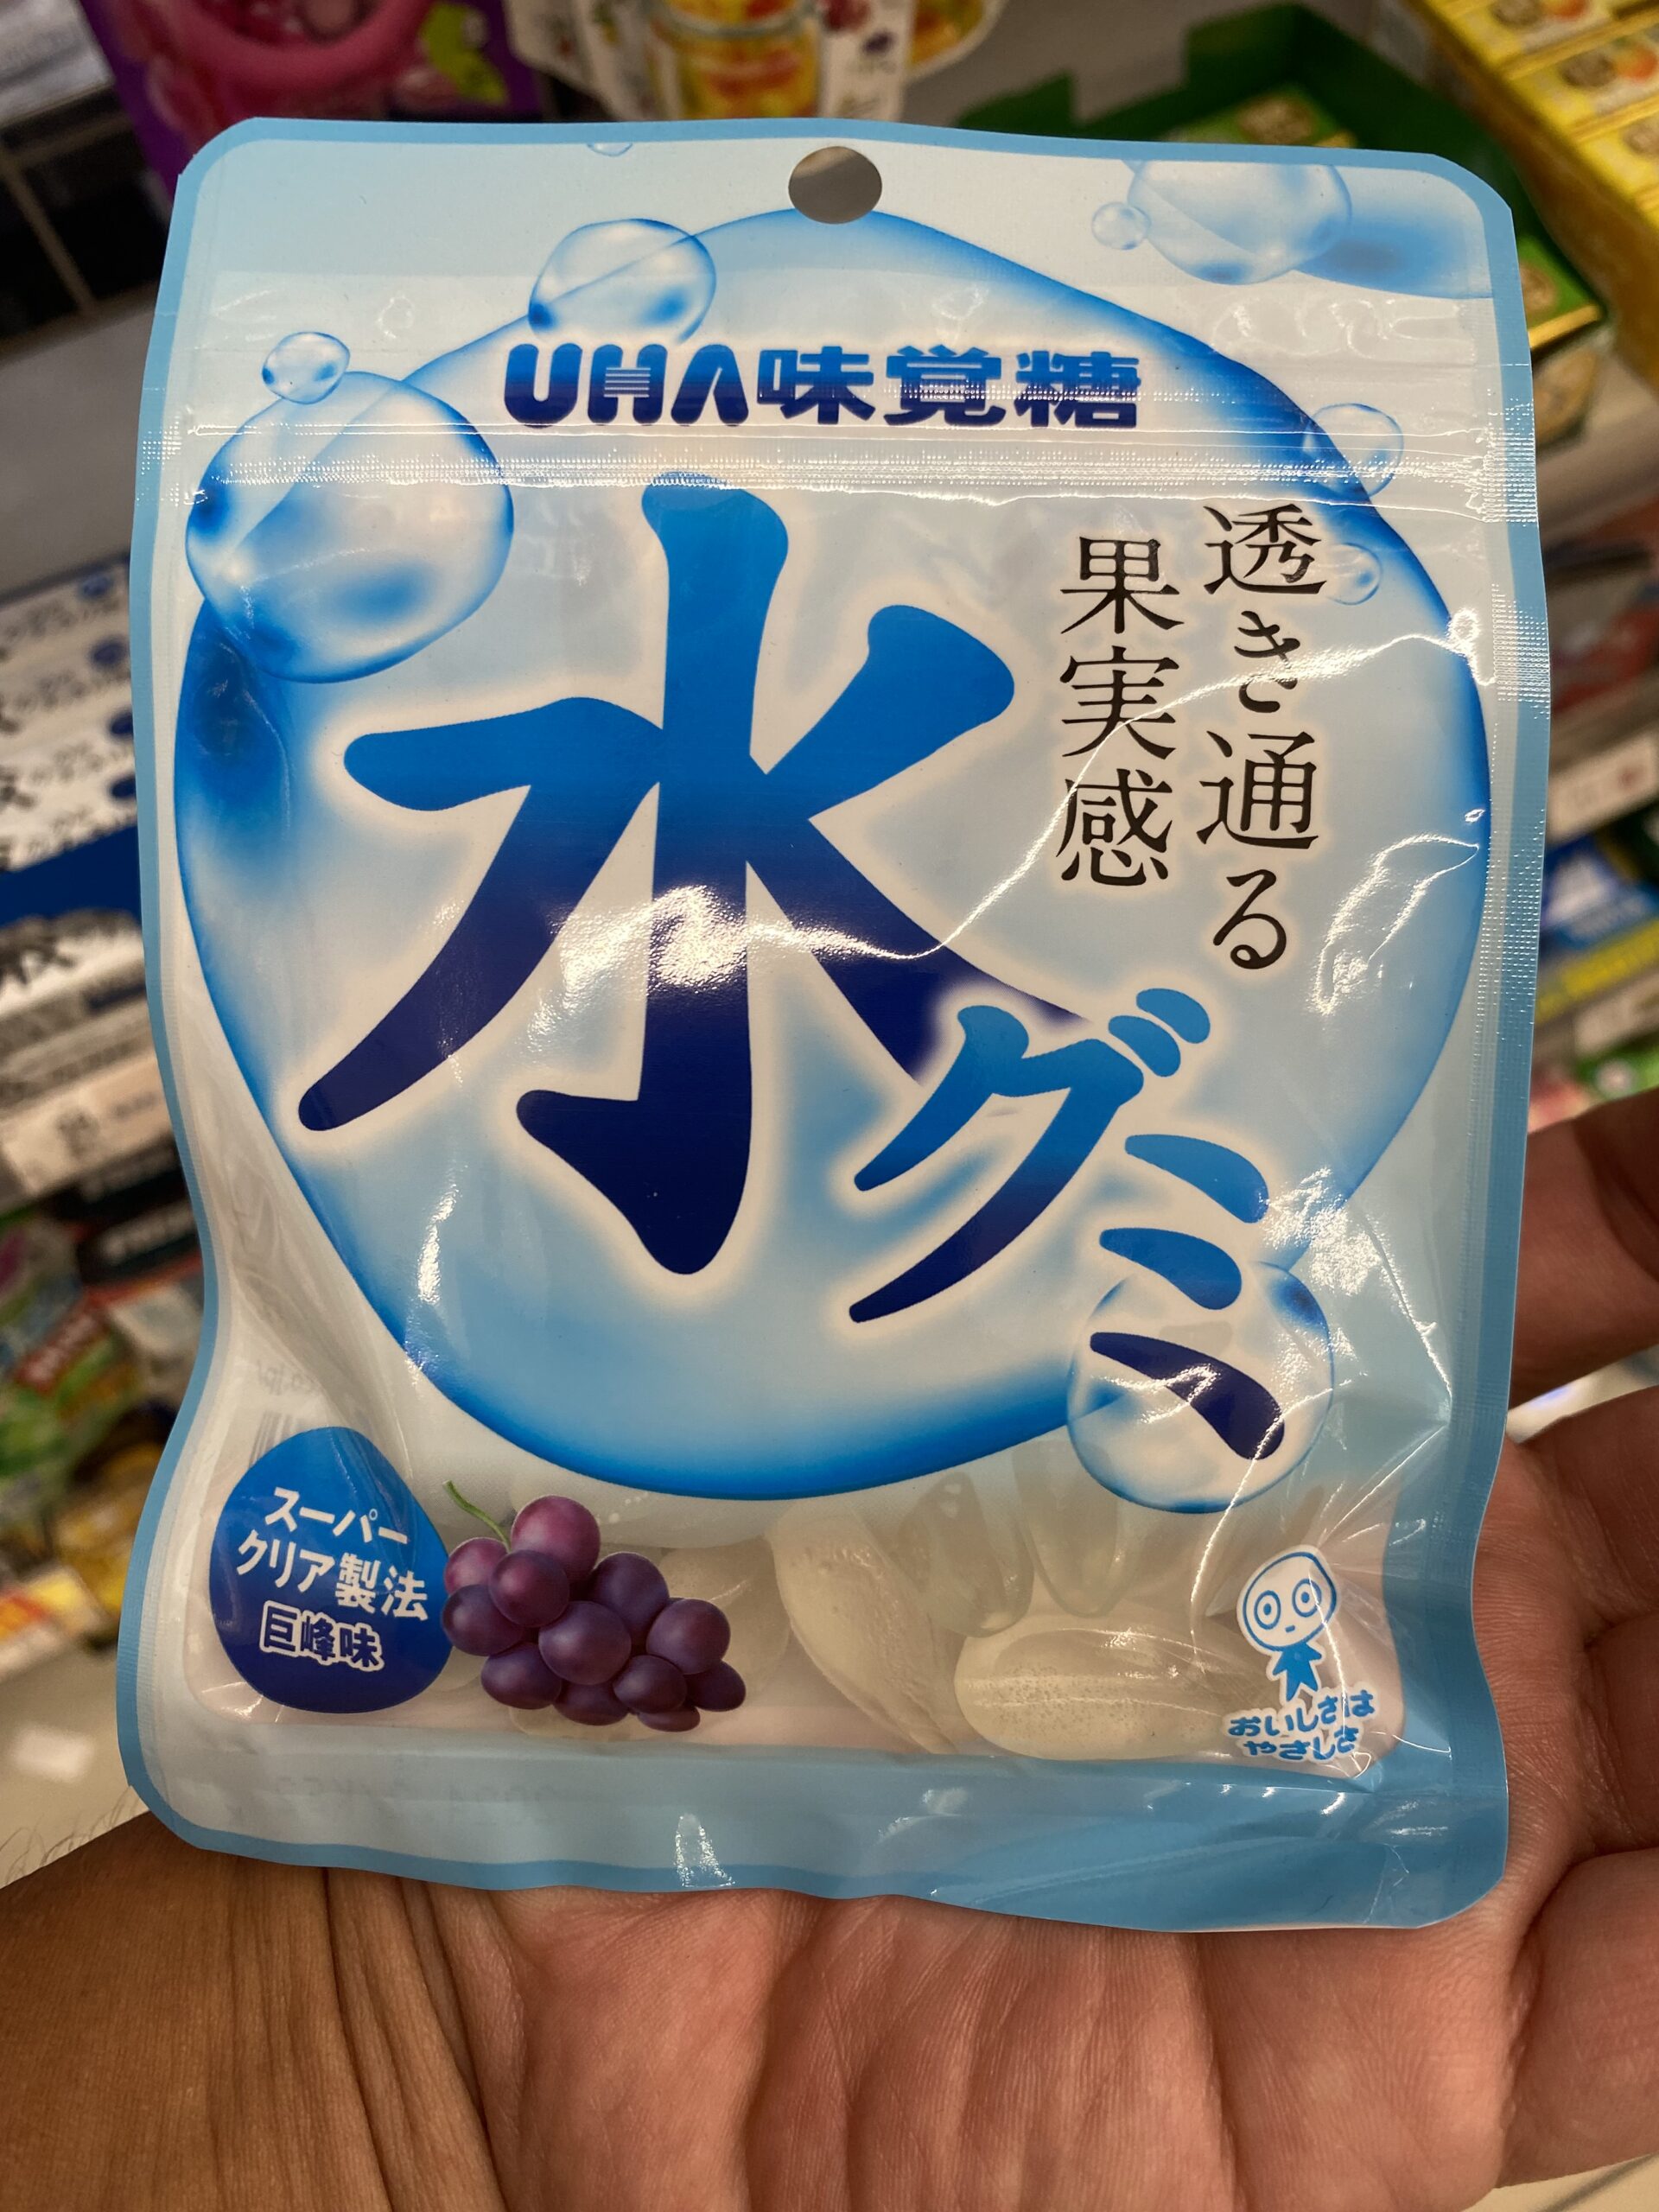 UHA味覚糖
透き通る
果実感
水グミ
スーパー
クリア製法
巨峰味
おいしさは
やさしさ